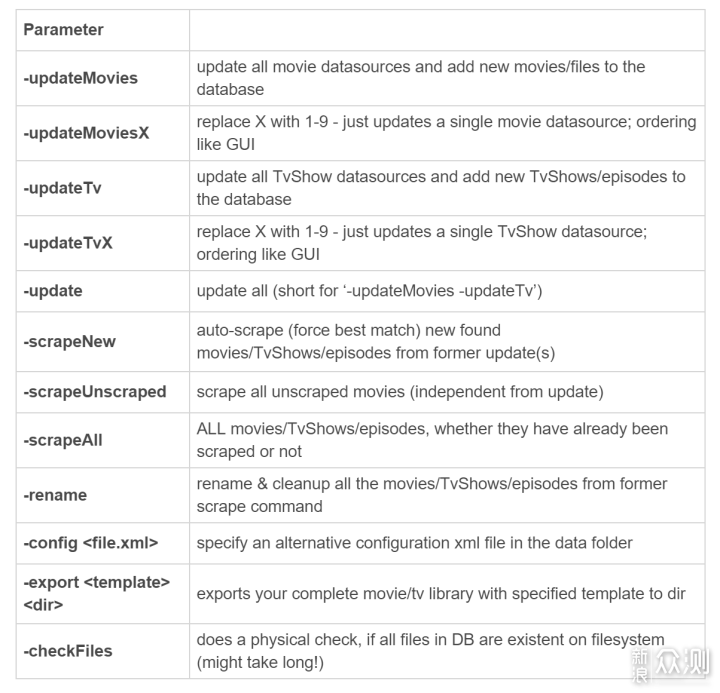 Parameter
-updateMovies
update all movie datasources and add new movies/files to the
database
-updateMoviesX
replace X with 1-9 - just updates a single movie datasource; ordering
like GUI
-updateTv
update all TvShow datasources and add new TvShows/episodes to
the database
-updateTvX
replace X with 1-9 - just updates a single TvShow datasource;
ordering like GUI
-update
update all (short for ‘-updateMovies -updateTv’)
-scrapeNew
auto-scrape (force best match) new found
movies/TvShows/episodes from former update(s)
-scrapeUnscraped
scrape all unscraped movies (independent from update)
-scrapeAll
ALL movies/TvShows/episodes, whether they have already been
scraped or not
-rename
rename & cleanup all the movies/TvShows/episodes from former
scrape command
-config <file.xml>
specify an alternative configuration xml file in the data folder
-export <template>
<dir>
exports your complete movie/tv library with specified template to dir
-checkFiles
does a physical check, if all files in DB are existent on filesystem
(might take long!)
新浪众测